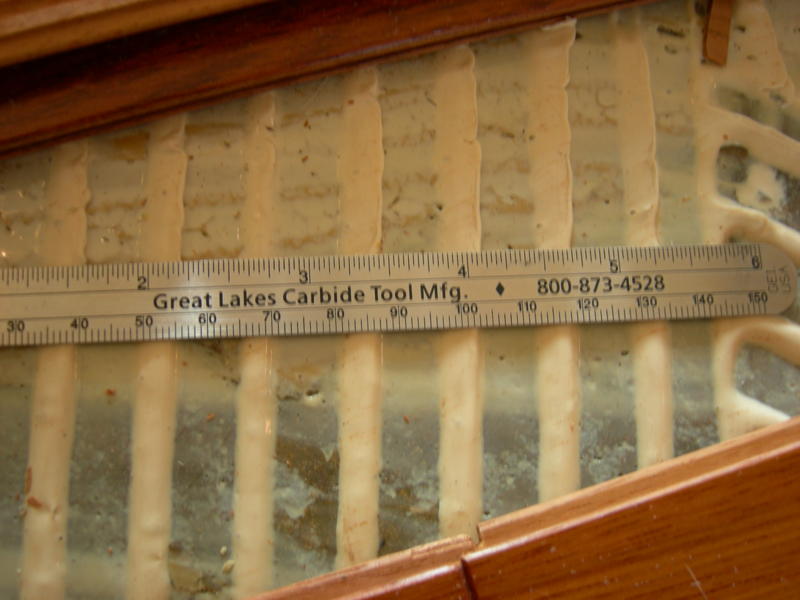 2 3 4 5 6
Great Lakes Carbide Tool Mfg. ♦ 800-873-4528
30 40 50 60 70 80 90 100 110 120 130 140 150
USA